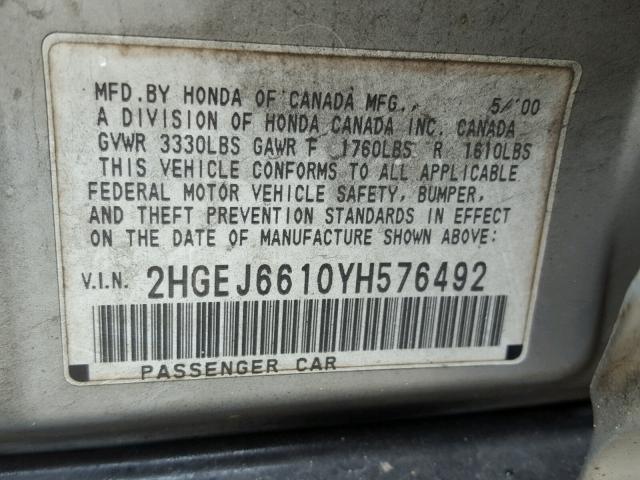 MFD. BY HONDA OF CANADA MFG., 5/00
A DIVISION OF HONDA CANADA INC. CANADA
GVWR 3330LBS GAWR F 1760LBS R 1610LBS
THIS VEHICLE CONFORMS TO ALL APPLICABLE
FEDERAL MOTOR VEHICLE SAFETY, BUMPER,
AND THEFT PREVENTION STANDARDS IN EFFECT
ON THE DATE OF MANUFACTURE SHOWN ABOVE:
V.I.N. 2HGEJ6610YH576492
PASSENGER CAR